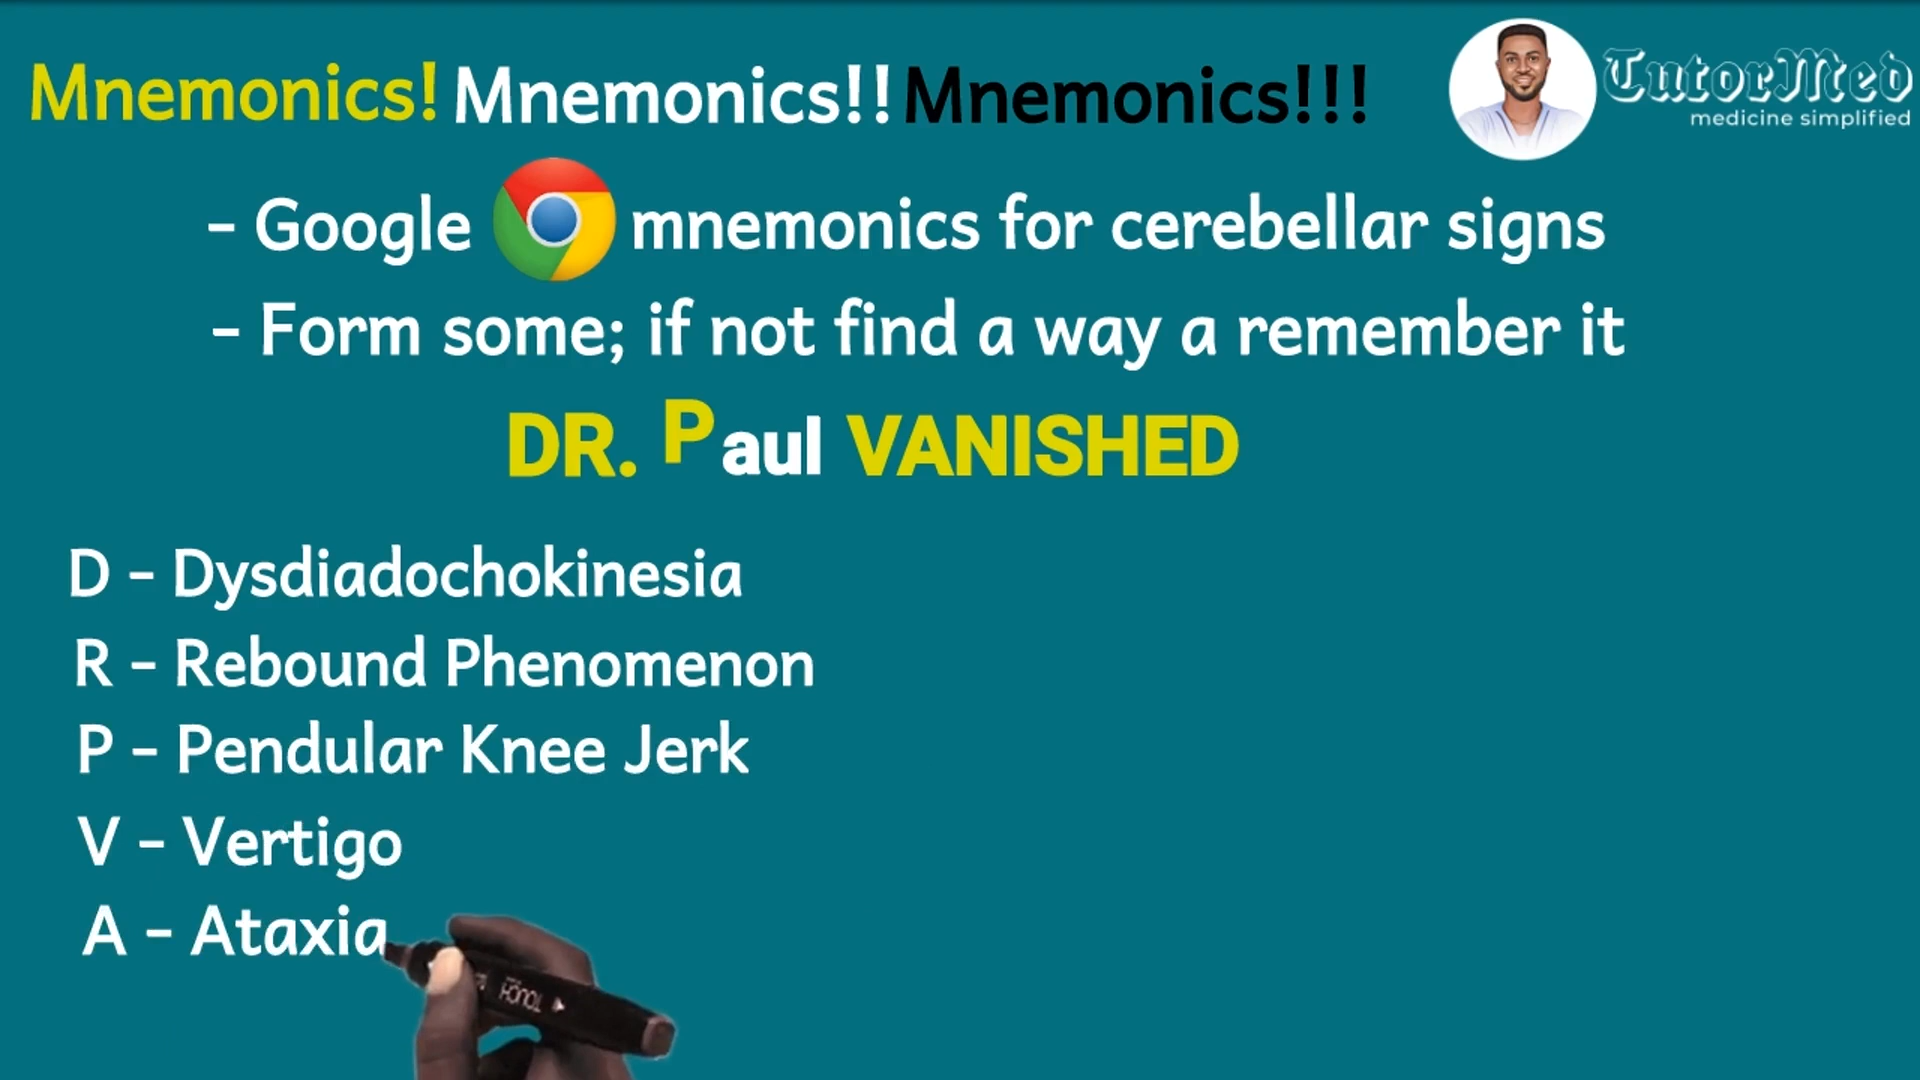 Mnemonics! Mnemonics!! Mnemonics!!!
TutorMed
medicine simplified
- Google mnemonics for cerebellar signs
- Form some; if not find a way a remember it
DR. Paul VANISHED
D - Dysdiadochokinesia
R - Rebound Phenomenon
P - Pendular Knee Jerk
V - Vertigo
A - Ataxia
TOUCH